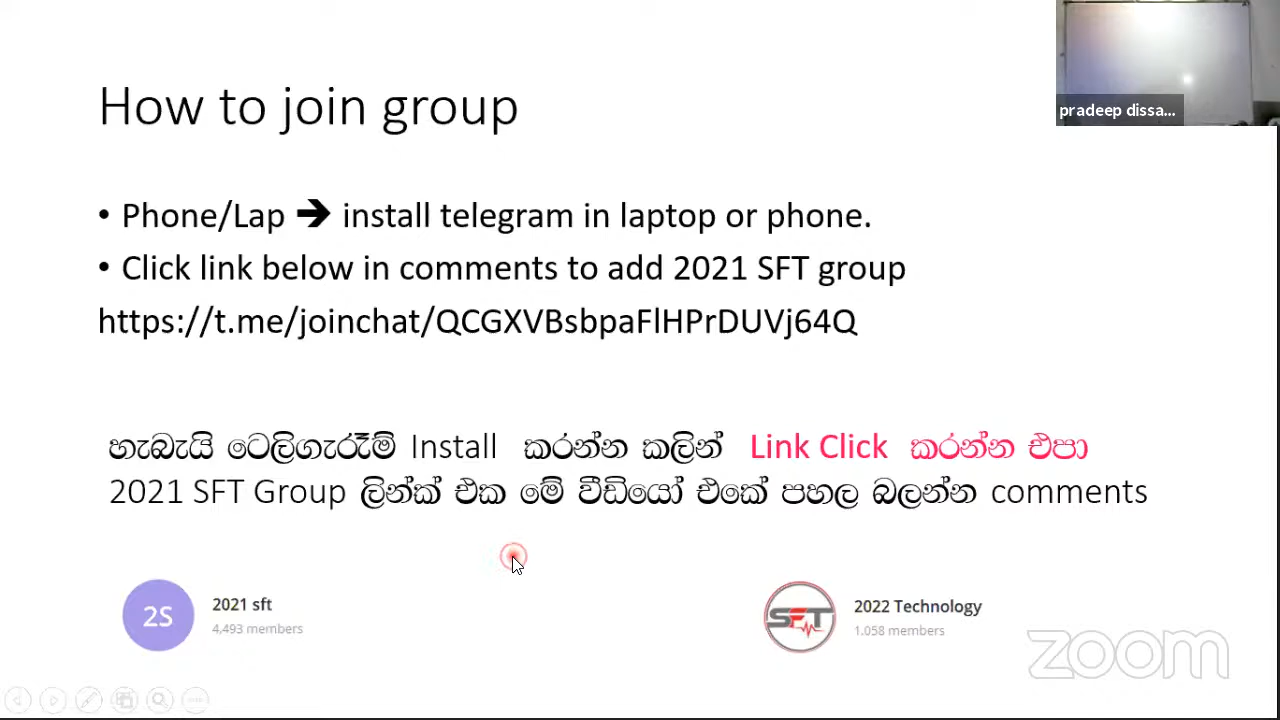 pradeep dissa...
How to join group
• Phone/Lap ➔ install telegram in laptop or phone.
• Click link below in comments to add 2021 SFT group
https://t.me/joinchat/QCGXVBsbpaFlHPrDUVj64Q
හැබැයි ටෙලිගැරෑම් Install කරන්න කලින් Link Click කරන්න එපා
2021 SFT Group ලින්ක් එක මේ වීඩියෝ එකේ පහල බලන්න comments
2S
2021 sft
4,493 members
SFT
2022 Technology
1.058 members
zoom